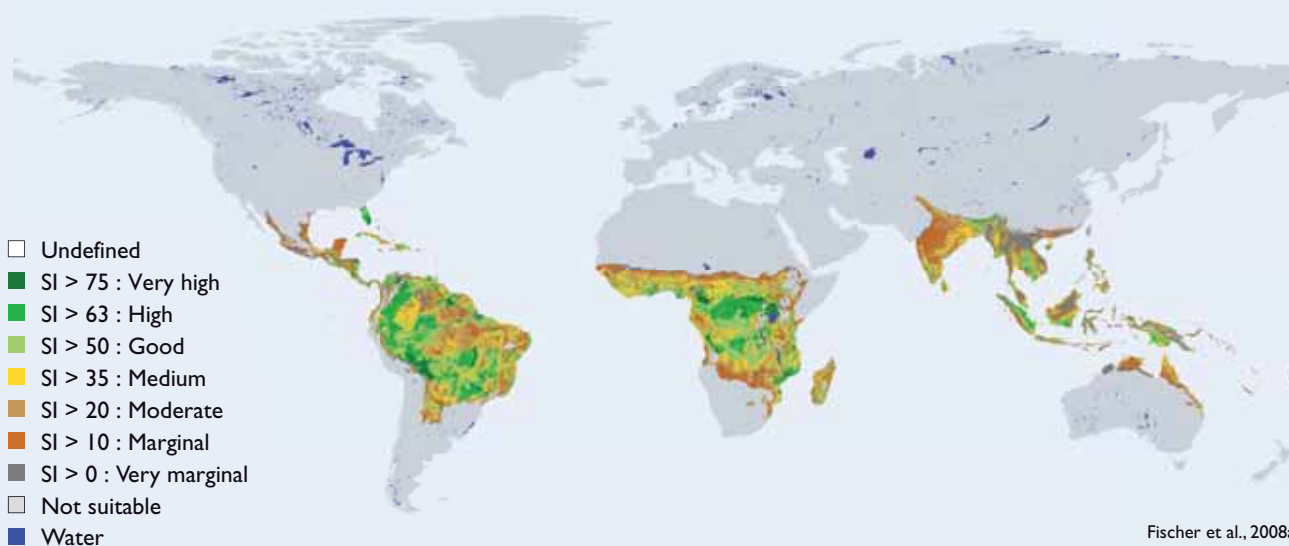 Undefined
SI > 75 : Very high
SI > 63 : High
SI > 50 : Good
SI > 35 : Medium
SI > 20 : Moderate
SI > 10 : Marginal
SI > 0 : Very marginal
Not suitable
Water
Fischer et al., 2008